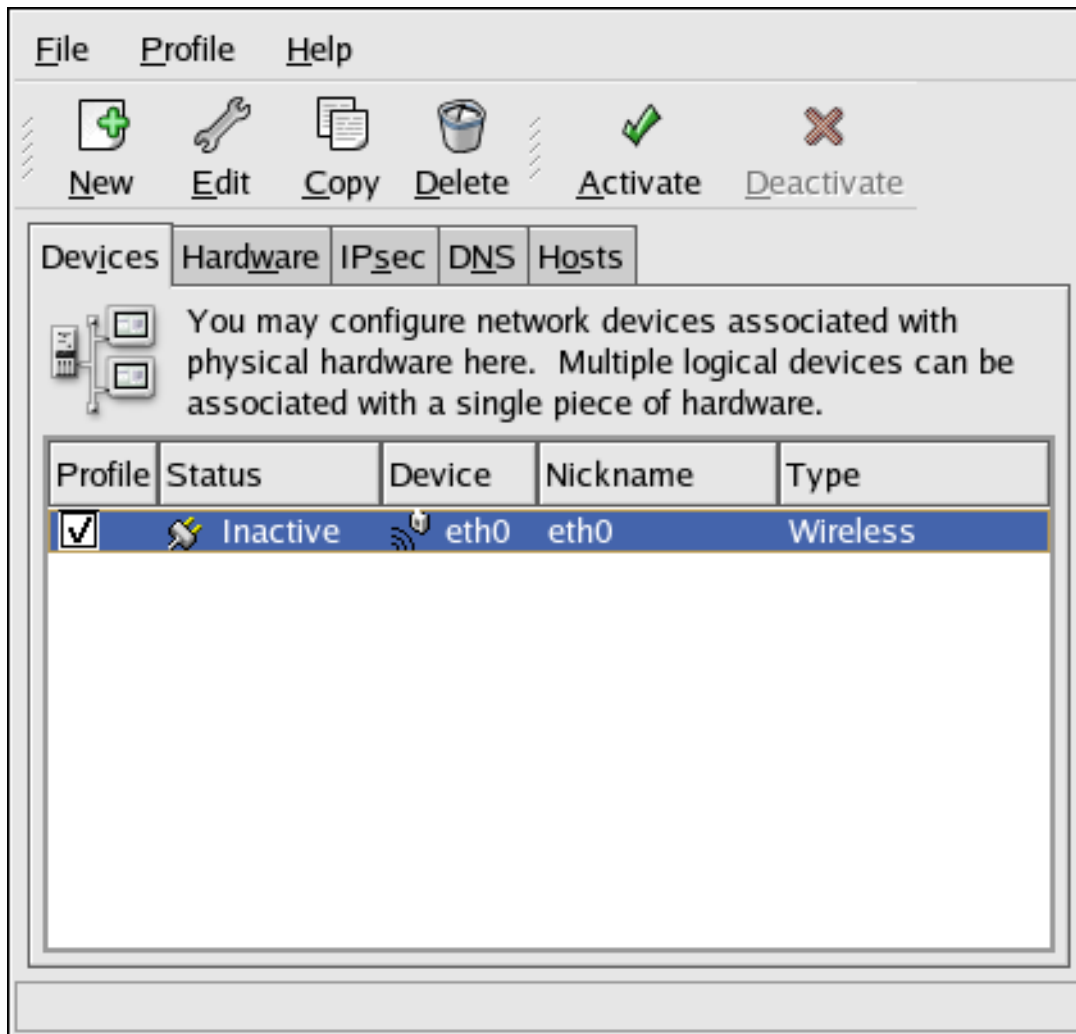 File Profile Help
New Edit Copy Delete Activate Deactivate
Devices Hardware IPsec DNS Hosts
You may configure network devices associated with
physical hardware here.  Multiple logical devices can be
associated with a single piece of hardware.
Profile Status Device Nickname Type
Inactive eth0 eth0 Wireless